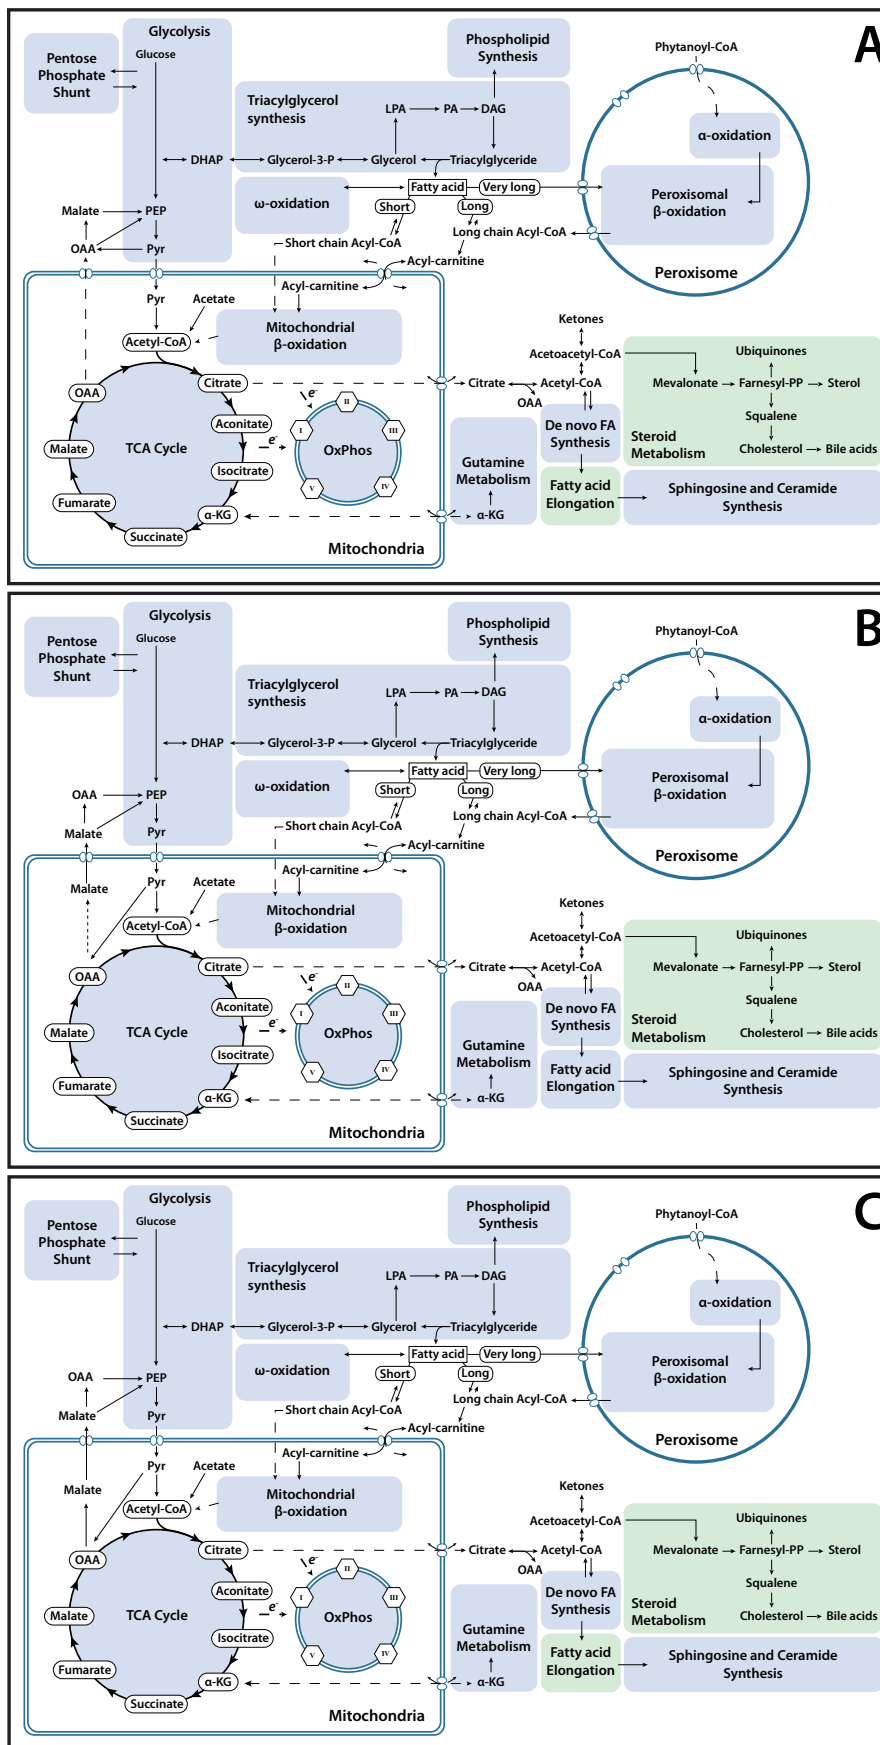 A
Glycolysis
Glucose
Pentose
Phosphate
Shunt
Phospholipid
Synthesis
Phytanoyl-CoA
Triacylglycerol
synthesis
LPA
PA
DAG
α-oxidation
DHAP
Glycerol-3-P
Glycerol
Triacylglyceride
ω-oxidation
Fatty acid
Very long
Short
Long
Peroxisomal
β-oxidation
Malate
PEP
OAA
Pyr
Short chain Acyl-CoA
Long chain Acyl-CoA
Acyl-carnitine
Peroxisome
Acyl-carnitine
Pyr
Acetate
Acetyl-CoA
Mitochondrial
β-oxidation
Ketones
Acetoacetyl-CoA
Ubiquinones
OAA
Citrate
e-
Citrate
Acetyl-CoA
OAA
Mevalonate
Farnesyl-PP
Sterol
Squalene
Aconitate
I
II
III
IV
V
OxPhos
e-
TCA Cycle
Malate
Isocitrate
De novo FA
Synthesis
Steroid
Metabolism
Cholesterol
Bile acids
Gutamine
Metabolism
Fumarate
α-KG
α-KG
Fatty acid
Elongation
Sphingosine and Ceramide
Synthesis
Succinate
Mitochondria
B
Glycolysis
Glucose
Pentose
Phosphate
Shunt
Phospholipid
Synthesis
Phytanoyl-CoA
Triacylglycerol
synthesis
LPA
PA
DAG
α-oxidation
DHAP
Glycerol-3-P
Glycerol
Triacylglyceride
ω-oxidation
Fatty acid
Very long
Short
Long
Peroxisomal
β-oxidation
OAA
PEP
Malate
Pyr
Short chain Acyl-CoA
Long chain Acyl-CoA
Acyl-carnitine
Peroxisome
Acyl-carnitine
Malate
Pyr
Acetate
Acetyl-CoA
Mitochondrial
β-oxidation
Ketones
Acetoacetyl-CoA
Ubiquinones
OAA
Citrate
e-
Citrate
Acetyl-CoA
OAA
Mevalonate
Farnesyl-PP
Sterol
Squalene
Aconitate
I
II
III
IV
V
OxPhos
e-
TCA Cycle
Malate
Isocitrate
De novo FA
Synthesis
Steroid
Metabolism
Cholesterol
Bile acids
Gutamine
Metabolism
Fumarate
α-KG
α-KG
Fatty acid
Elongation
Sphingosine and Ceramide
Synthesis
Succinate
Mitochondria
C
Glycolysis
Glucose
Pentose
Phosphate
Shunt
Phospholipid
Synthesis
Phytanoyl-CoA
Triacylglycerol
synthesis
LPA
PA
DAG
α-oxidation
DHAP
Glycerol-3-P
Glycerol
Triacylglyceride
ω-oxidation
Fatty acid
Very long
Short
Long
Peroxisomal
β-oxidation
OAA
PEP
Malate
Pyr
Short chain Acyl-CoA
Long chain Acyl-CoA
Acyl-carnitine
Peroxisome
Acyl-carnitine
Malate
Pyr
Acetate
Acetyl-CoA
Mitochondrial
β-oxidation
Ketones
Acetoacetyl-CoA
Ubiquinones
OAA
Citrate
e-
Citrate
Acetyl-CoA
OAA
Mevalonate
Farnesyl-PP
Sterol
Squalene
Aconitate
I
II
III
IV
V
OxPhos
e-
TCA Cycle
Malate
Isocitrate
De novo FA
Synthesis
Steroid
Metabolism
Cholesterol
Bile acids
Gutamine
Metabolism
Fumarate
α-KG
α-KG
Fatty acid
Elongation
Sphingosine and Ceramide
Synthesis
Succinate
Mitochondria